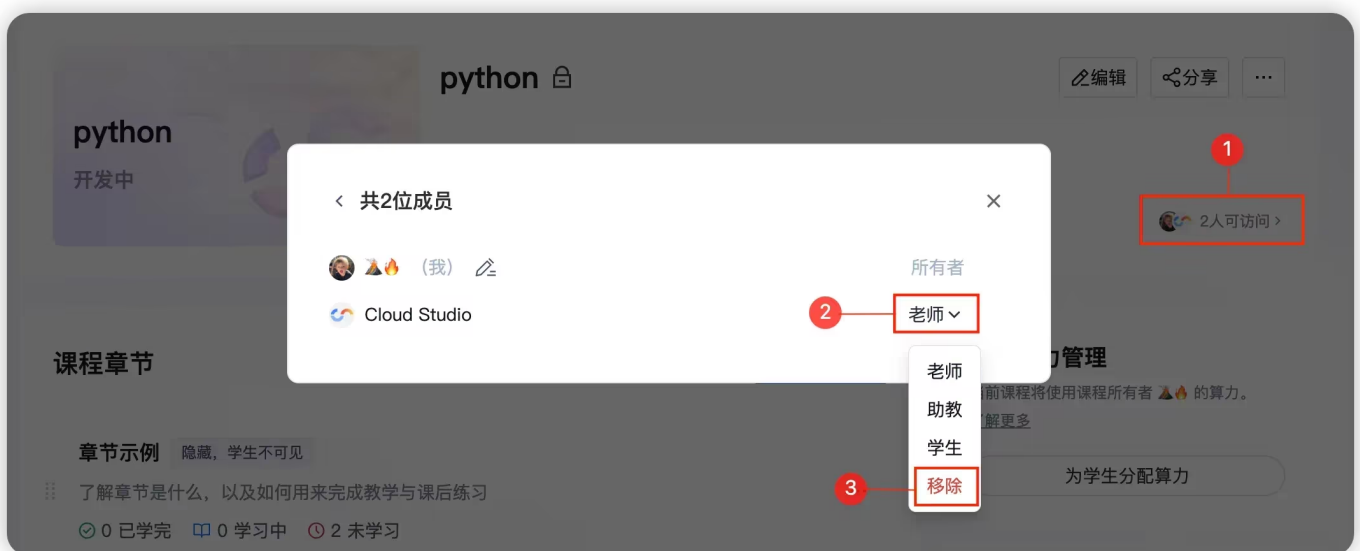 python
编辑
分享
...
python
开发中
1
2人可访问
共2位成员
🌋🔥 (我)
所有者
Cloud Studio
2
老师
老师
助教
学生
3
移除
课程章节
章节示例
隐藏，学生不可见
了解章节是什么，以及如何用来完成教学与课后练习
0 已学完
0 学习中
2 未学习
管理
前课程将使用课程所有者 🌋🔥 的算力。
解更多
为学生分配算力